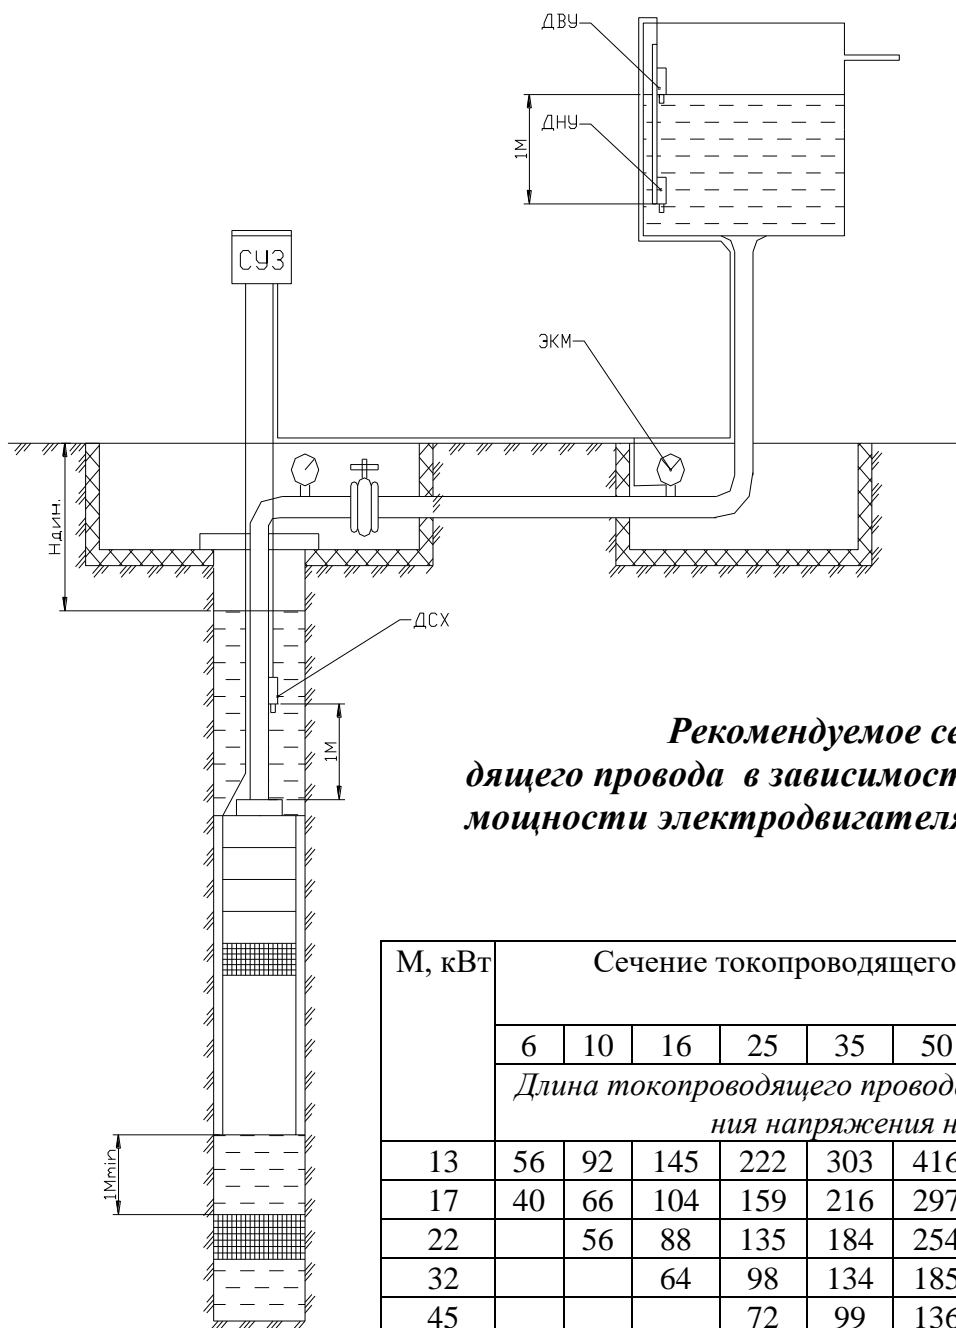 ДВУ
ДНУ
1М
СУЗ
ЭКМ
Ндин.
ДСХ
1М
Рекомендуемое се
дящего провода в зависимост
мощности электродвигателя
М, кВт Сечение токопроводящего
6 10 16 25 35 50
Длина токопроводящего провода
ния напряжения н
13 56 92 145 222 303 416
17 40 66 104 159 216 297
22 56 88 135 184 254
32 64 98 134 185
45 72 99 136
1Мmin